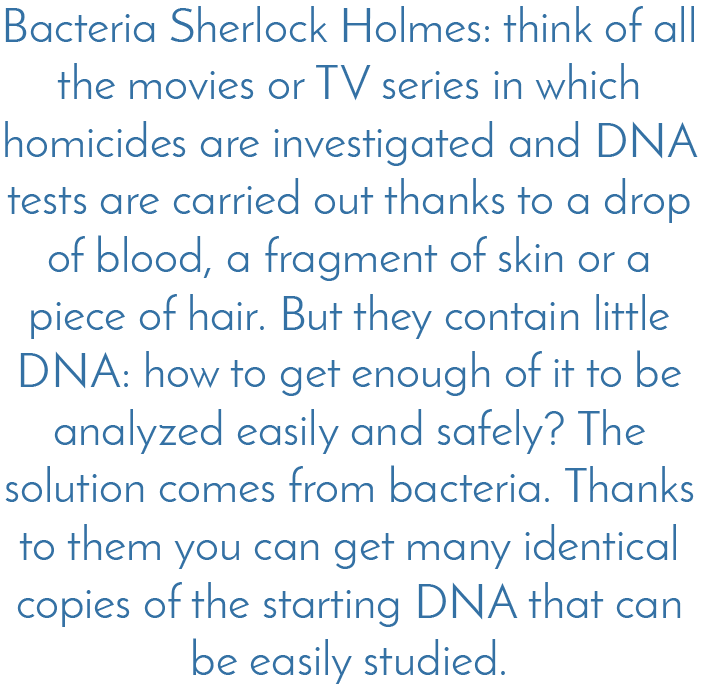 Bacteria Sherlock Holmes: think of all
the movies or TV series in which
homicides are investigated and DNA
tests are carried out thanks to a drop
of blood, a fragment of skin or a
piece of hair. But they contain little
DNA: how to get enough of it to be
analyzed easily and safely? The
solution comes from bacteria. Thanks
to them you can get many identical
copies of the starting DNA that can
be easily studied.